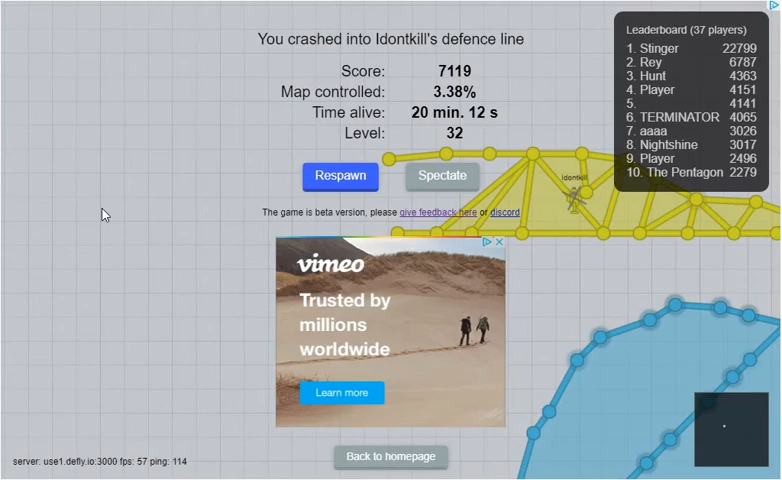 You crashed into Idontkill's defence line
Score: 7119
Map controlled: 3.38%
Time alive: 20 min. 12 s
Level: 32
Respawn
Spectate
The game is beta version, please give feedback here or discord
Leaderboard (37 players)
1. Stinger 22799
2. Rey 6787
3. Hunt 4363
4. Player 4151
5. 4141
6. TERMINATOR 4065
7. aaaa 3026
8. Nightshine 3017
9. Player 2496
10. The Pentagon 2279
Idontkill
vimeo
Trusted by
millions
worldwide
Learn more
Back to homepage
server: use1.defly.io:3000 fps: 57 ping: 114